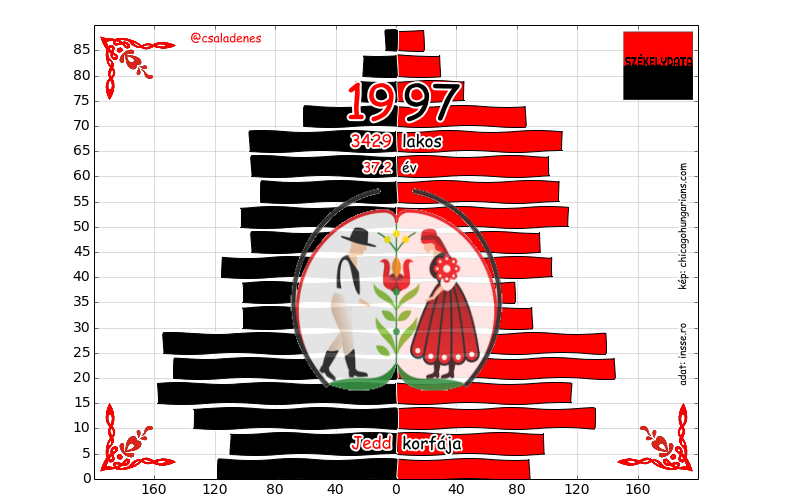 @csaladenes
SZÉKELYDATA
1997
3429 lakos
37.2 év
kép: chicagohungarians.com
adat: insse.ro
Jedd korfája
85
80
75
70
65
60
55
50
45
40
35
30
25
20
15
10
5
0
160 120 80 40 0 40 80 120 160